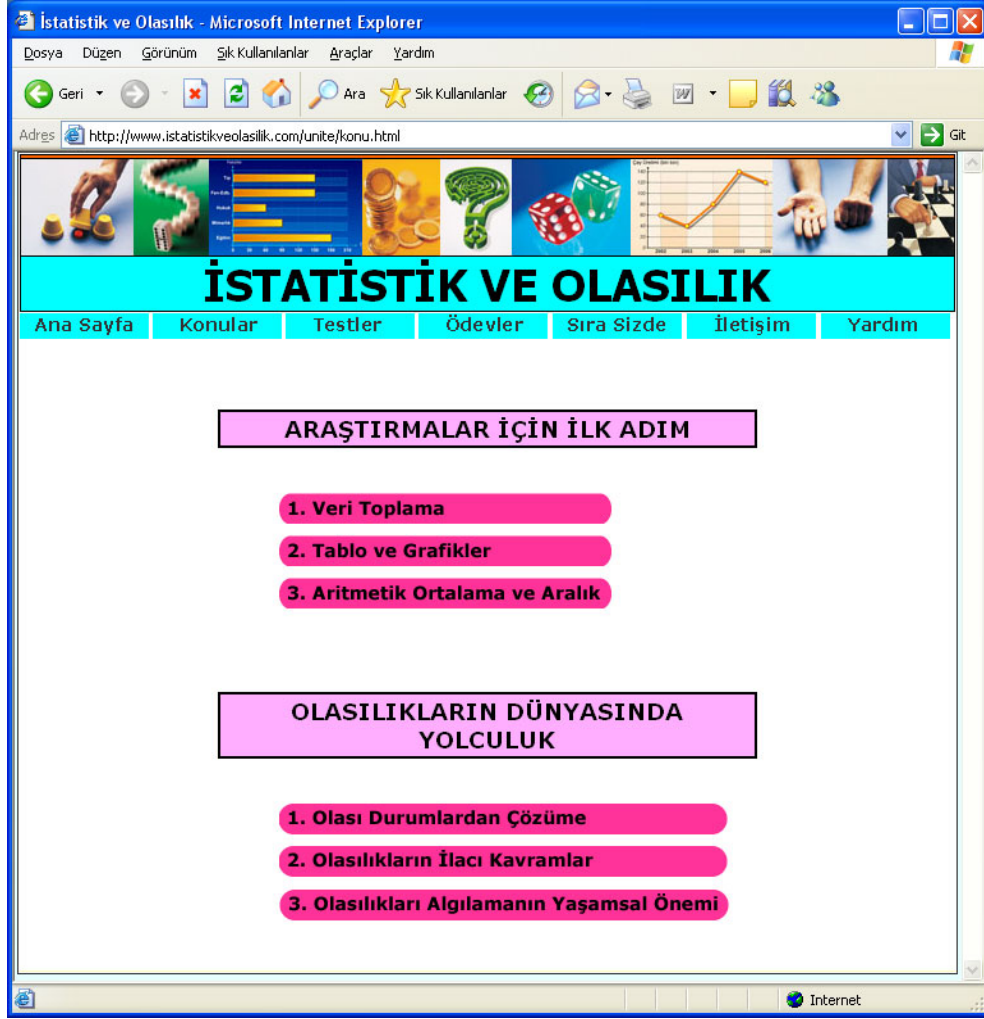 İstatistik ve Olasılık - Microsoft Internet Explorer
Dosya Düzen Görünüm Sık Kullanılanlar Araçlar Yardım
Geri Ara Sık Kullanılanlar
Adres http://www.istatistikveolasilik.com/unite/konu.html Git
İSTATİSTİK VE OLASILIK
Ana Sayfa Konular Testler Ödevler Sıra Sizde İletişim Yardım
ARAŞTIRMALAR İÇİN İLK ADIM
1. Veri Toplama
2. Tablo ve Grafikler
3. Aritmetik Ortalama ve Aralık
OLASILIKLARIN DÜNYASINDA
YOLCULUK
1. Olası Durumlardan Çözüme
2. Olasılıkların İlacı Kavramlar
3. Olasılıkları Algılamanın Yaşamsal Önemi
Internet